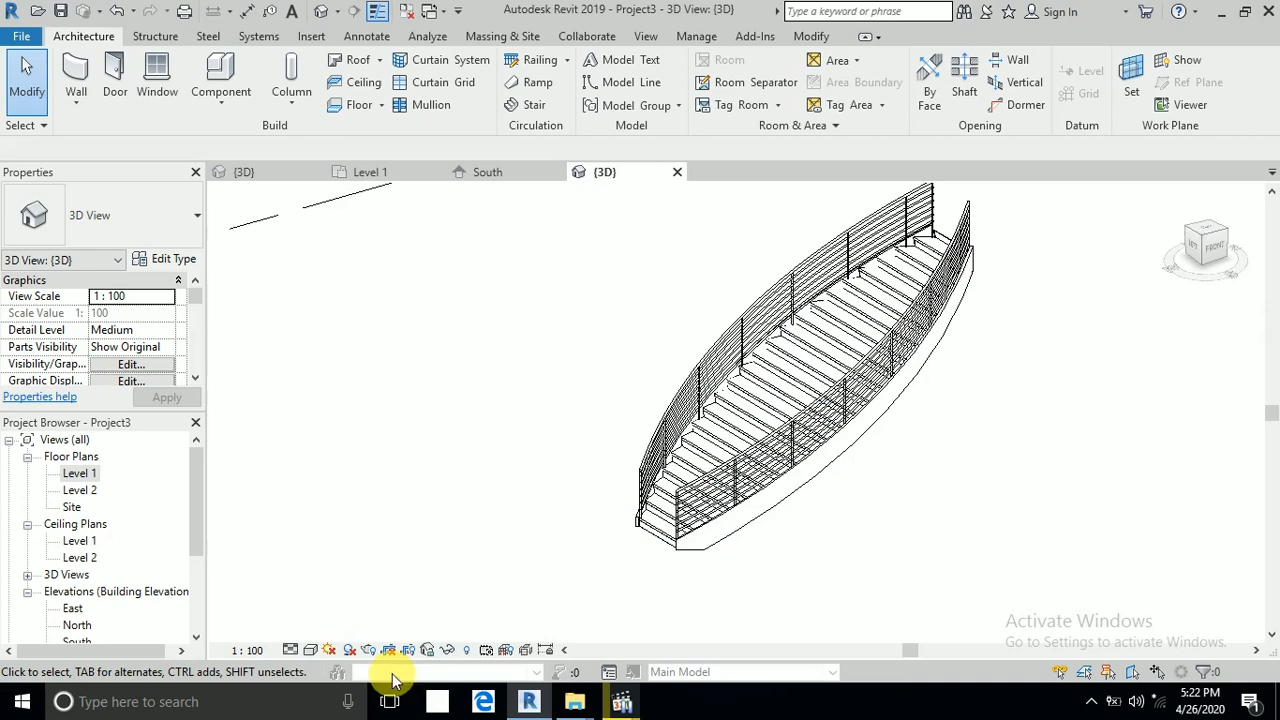 Autodesk Revit 2019 - Project3 - 3D View: {3D}
Type a keyword or phrase
Sign In
File Architecture Structure Steel Systems Insert Annotate Analyze Massing & Site Collaborate View Manage Add-Ins Modify
Modify
Wall
Door
Window
Component
Column
Roof
Ceiling
Floor
Curtain System
Curtain Grid
Mullion
Railing
Ramp
Stair
Model Text
Model Line
Model Group
Room
Room Separator
Tag Room
Area
Area Boundary
Tag Area
By
Face
Shaft
Wall
Vertical
Dormer
Level
Grid
Set
Show
Ref Plane
Viewer
Select Build Circulation Model Room & Area Opening Datum Work Plane
Properties
{3D} Level 1 South {3D}
3D View
3D View: {3D} Edit Type
Graphics
View Scale 1 : 100
Scale Value 1: 100
Detail Level Medium
Parts Visibility Show Original
Visibility/Grap... Edit...
Graphic Displ... Edit...
Properties help Apply
Project Browser - Project3
Views (all)
Floor Plans
Level 1
Level 2
Site
Ceiling Plans
Level 1
Level 2
3D Views
Elevations (Building Elevation
East
North
South
FRONT
Activate Windows
Go to Settings to activate Windows.
1 : 100
Click to select, TAB for alternates, CTRL adds, SHIFT unselects.
:0
Main Model
:0
Type here to search
5:22 PM
4/26/2020